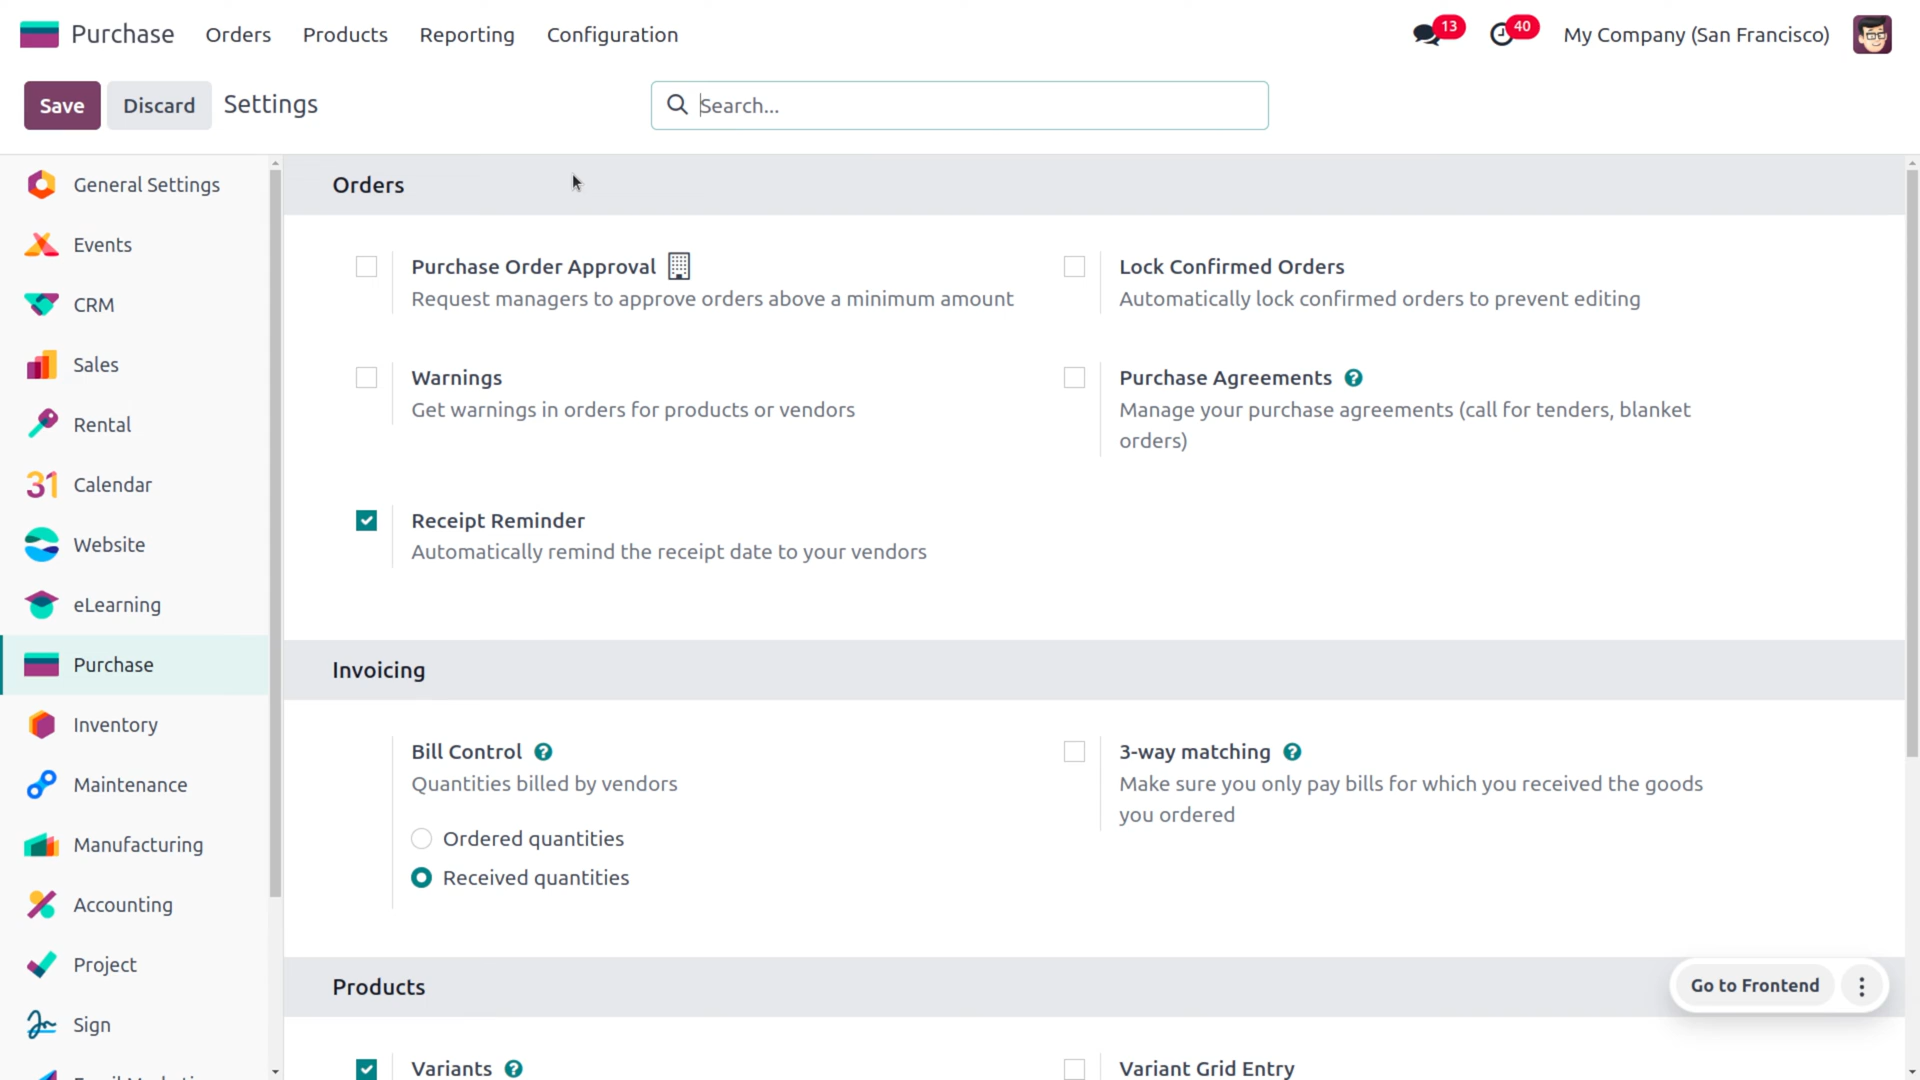 Purchase
Orders
Products
Reporting
Configuration
13
40
My Company (San Francisco)
Save
Discard
Settings
Search...
General Settings
Events
CRM
Sales
Rental
31 Calendar
Website
eLearning
Purchase
Inventory
Maintenance
Manufacturing
Accounting
Project
Sign
Orders
Purchase Order Approval
Request managers to approve orders above a minimum amount
Lock Confirmed Orders
Automatically lock confirmed orders to prevent editing
Warnings
Get warnings in orders for products or vendors
Purchase Agreements ?
Manage your purchase agreements (call for tenders, blanket
orders)
Receipt Reminder
Automatically remind the receipt date to your vendors
Invoicing
Bill Control ?
Quantities billed by vendors
Ordered quantities
Received quantities
3-way matching ?
Make sure you only pay bills for which you received the goods
you ordered
Products
Go to Frontend
Variants ?
Variant Grid Entry